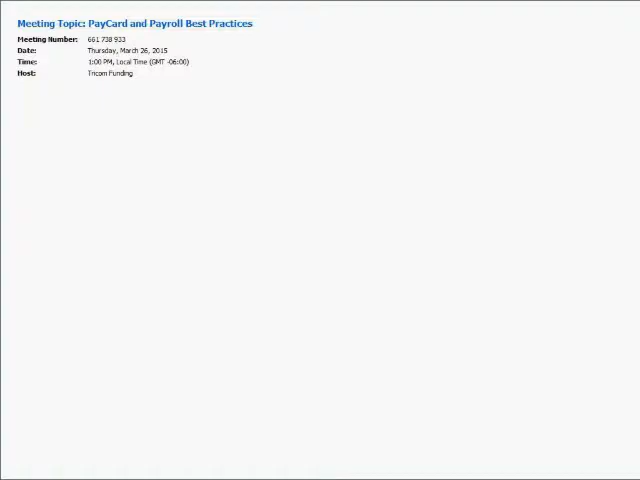 Meeting Topic: PayCard and Payroll Best Practices
Meeting Number: 661 738 933
Date: Thursday, March 26, 2015
Time: 1:00 PM, Local Time (GMT -06:00)
Host: Tricom Funding